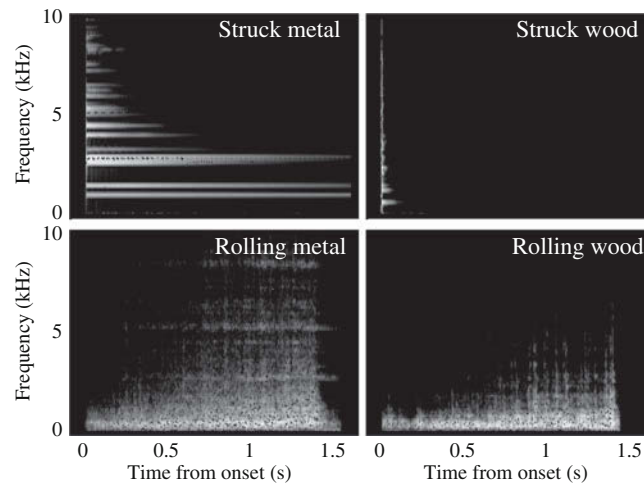 10
Struck metal
Struck wood
Frequency (kHz)
5
0
10
Rolling metal
Rolling wood
Frequency (kHz)
5
0
0 0.5 1 1.5 0 0.5 1 1.5
Time from onset (s) Time from onset (s)